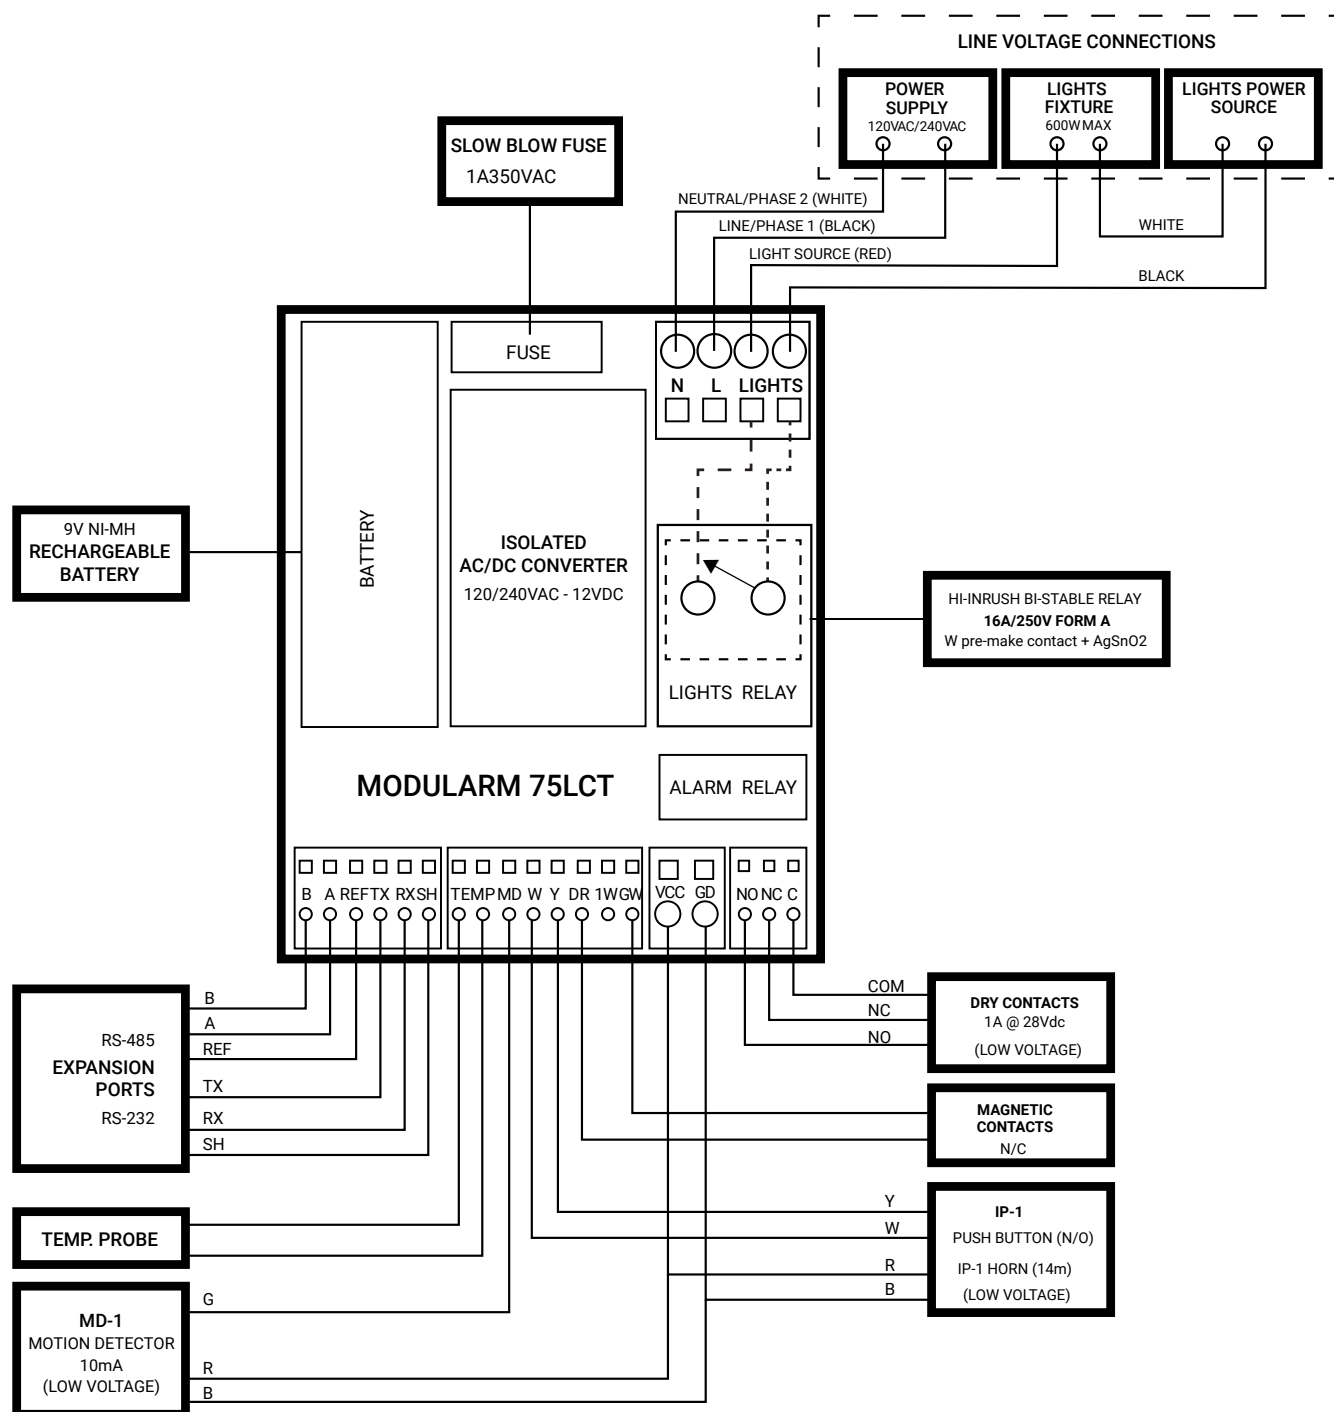 LINE VOLTAGE CONNECTIONS
POWER
SUPPLY
120VAC/240VAC
LIGHTS
FIXTURE
600W MAX
LIGHTS POWER
SOURCE
SLOW BLOW FUSE
1A350VAC
NEUTRAL/PHASE 2 (WHITE)
LINE/PHASE 1 (BLACK)
WHITE
LIGHT SOURCE (RED)
BLACK
FUSE
N L LIGHTS
BATTERY
9V NI-MH
RECHARGEABLE
BATTERY
ISOLATED
AC/DC CONVERTER
120/240VAC - 12VDC
HI-INRUSH BI-STABLE RELAY
16A/250V FORM A
W pre-make contact + AgSnO2
LIGHTS RELAY
MODULARM 75LCT
ALARM RELAY
B A REF TX RX SH
TEMP MD W Y DR 1W GW
VCC GD
NO NC C
COM
NC
NO
DRY CONTACTS
1A @ 28Vdc
(LOW VOLTAGE)
B
A
REF
TX
RX
SH
RS-485
EXPANSION
PORTS
RS-232
MAGNETIC
CONTACTS
N/C
Y
W
R
B
IP-1
PUSH BUTTON (N/O)
IP-1 HORN (14m)
(LOW VOLTAGE)
TEMP. PROBE
G
R
B
MD-1
MOTION DETECTOR
10mA
(LOW VOLTAGE)